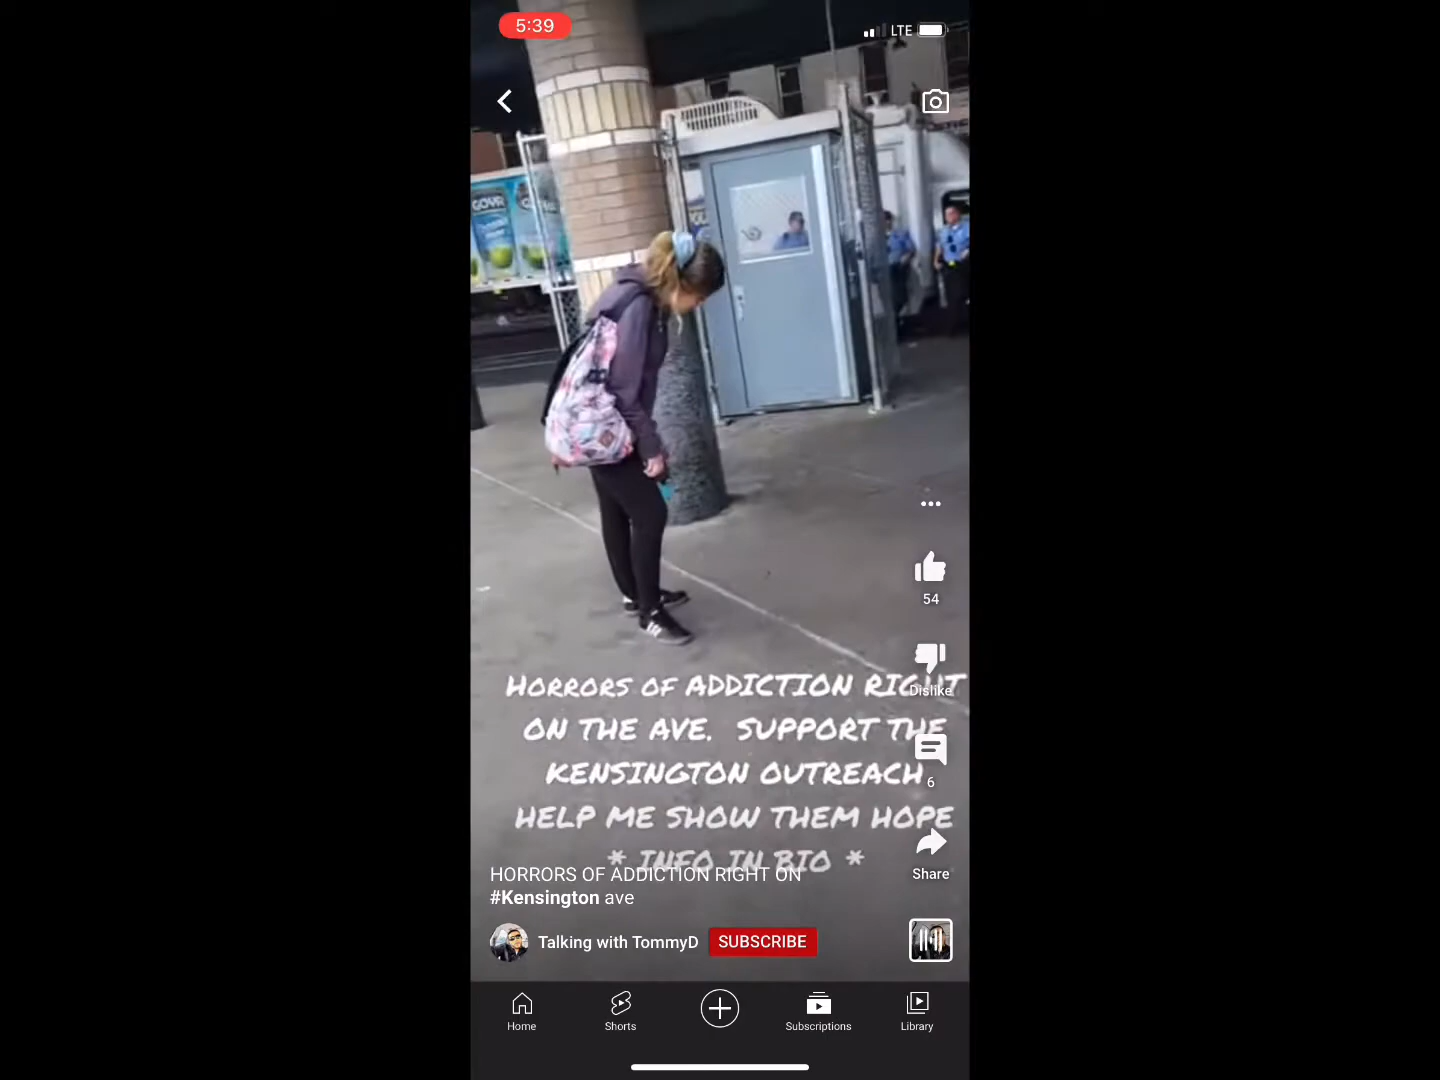 5:39
LTE
GOYA
HORRORS OF ADDICTION RIGHT
ON THE AVE. SUPPORT THE
KENSINGTON OUTREACH
HELP ME SHOW THEM HOPE
* INFO IN BIO *
54
Dislike
6
Share
HORRORS OF ADDICTION RIGHT ON
#Kensington ave
Talking with TommyD
SUBSCRIBE
Home
Shorts
Subscriptions
Library